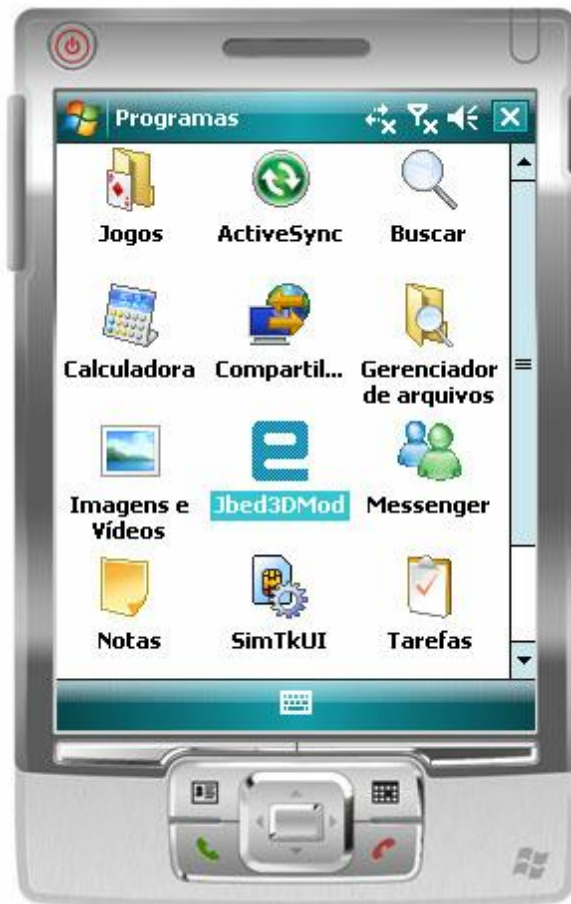 Programas
Jogos
ActiveSync
Buscar
Calculadora
Compartil...
Gerenciador
de arquivos
Imagens e
Vídeos
Jbed3DMod
Messenger
Notas
SimTkUI
Tarefas